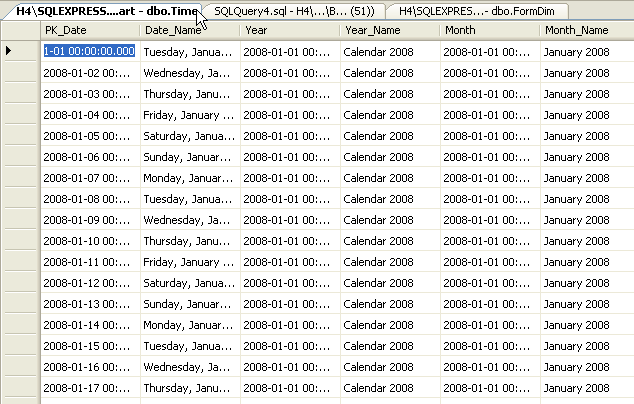 H4\SQLEXPRESS....art - dbo.Time SQLQuery4.sql - H4\...\B... (51)) H4\SQLEXPRES...- dbo.FormDim
PK_Date Date_Name Year Year_Name Month Month_Name
1-01 00:00:00.000 Tuesday, Janua... 2008-01-01 00:... Calendar 2008 2008-01-01 00:... January 2008
2008-01-02 00:... Wednesday, Ja... 2008-01-01 00:... Calendar 2008 2008-01-01 00:... January 2008
2008-01-03 00:... Thursday, Janu... 2008-01-01 00:... Calendar 2008 2008-01-01 00:... January 2008
2008-01-04 00:... Friday, January ... 2008-01-01 00:... Calendar 2008 2008-01-01 00:... January 2008
2008-01-05 00:... Saturday, Janu... 2008-01-01 00:... Calendar 2008 2008-01-01 00:... January 2008
2008-01-06 00:... Sunday, Januar... 2008-01-01 00:... Calendar 2008 2008-01-01 00:... January 2008
2008-01-07 00:... Monday, Januar... 2008-01-01 00:... Calendar 2008 2008-01-01 00:... January 2008
2008-01-08 00:... Tuesday, Janua... 2008-01-01 00:... Calendar 2008 2008-01-01 00:... January 2008
2008-01-09 00:... Wednesday, Ja... 2008-01-01 00:... Calendar 2008 2008-01-01 00:... January 2008
2008-01-10 00:... Thursday, Janu... 2008-01-01 00:... Calendar 2008 2008-01-01 00:... January 2008
2008-01-11 00:... Friday, January ... 2008-01-01 00:... Calendar 2008 2008-01-01 00:... January 2008
2008-01-12 00:... Saturday, Janu... 2008-01-01 00:... Calendar 2008 2008-01-01 00:... January 2008
2008-01-13 00:... Sunday, Januar... 2008-01-01 00:... Calendar 2008 2008-01-01 00:... January 2008
2008-01-14 00:... Monday, Januar... 2008-01-01 00:... Calendar 2008 2008-01-01 00:... January 2008
2008-01-15 00:... Tuesday, Janua... 2008-01-01 00:... Calendar 2008 2008-01-01 00:... January 2008
2008-01-16 00:... Wednesday, Ja... 2008-01-01 00:... Calendar 2008 2008-01-01 00:... January 2008
2008-01-17 00:... Thursday, Janu... 2008-01-01 00:... Calendar 2008 2008-01-01 00:... January 2008